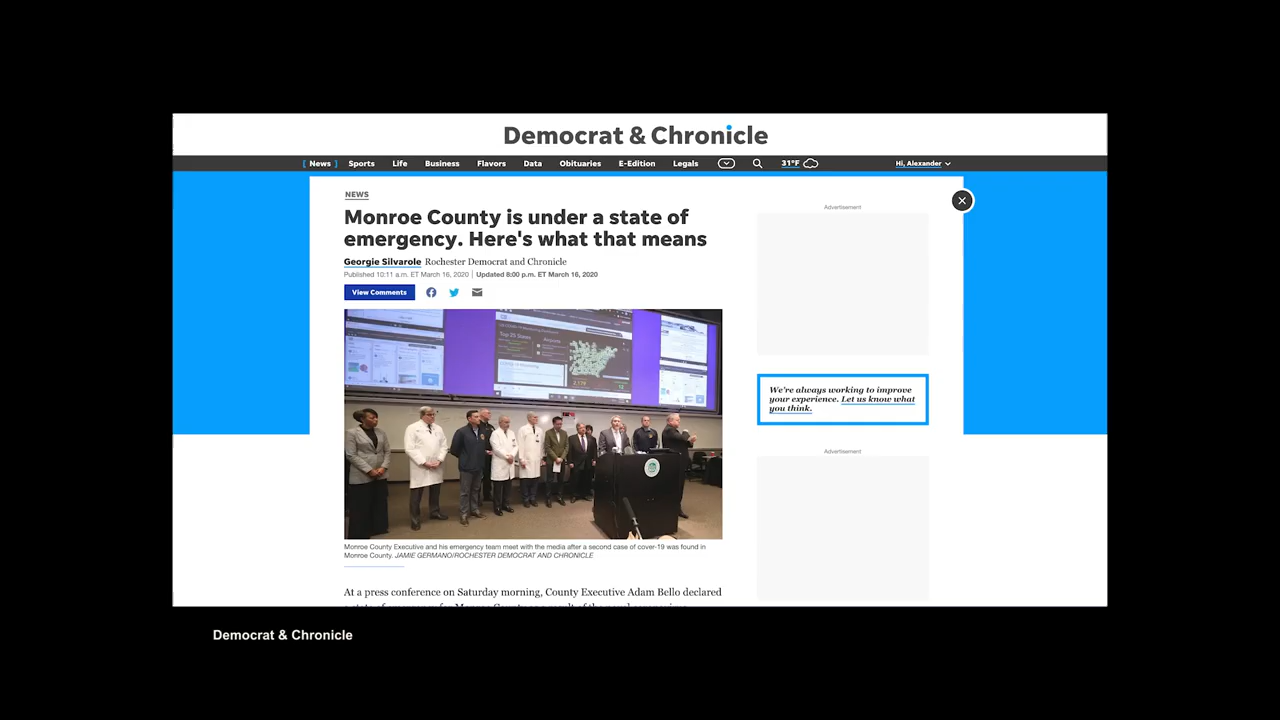 Democrat & Chronicle
[ News ] Sports Life Business Flavors Data Obituaries E-Edition Legals 31°F Hi, Alexander
NEWS
Monroe County is under a state of
emergency. Here's what that means
Georgie Silvarole Rochester Democrat and Chronicle
Published 10:11 a.m. ET March 16, 2020 | Updated 8:00 p.m. ET March 16, 2020
View Comments
Top 25 States
Monroe County Executive and his emergency team meet with the media after a second case of cover-19 was found in
Monroe County. JAMIE GERMANO/ROCHESTER DEMOCRAT AND CHRONICLE
At a press conference on Saturday morning, County Executive Adam Bello declared
Advertisement
We're always working to improve
your experience. Let us know what
you think.
Advertisement
Democrat & Chronicle